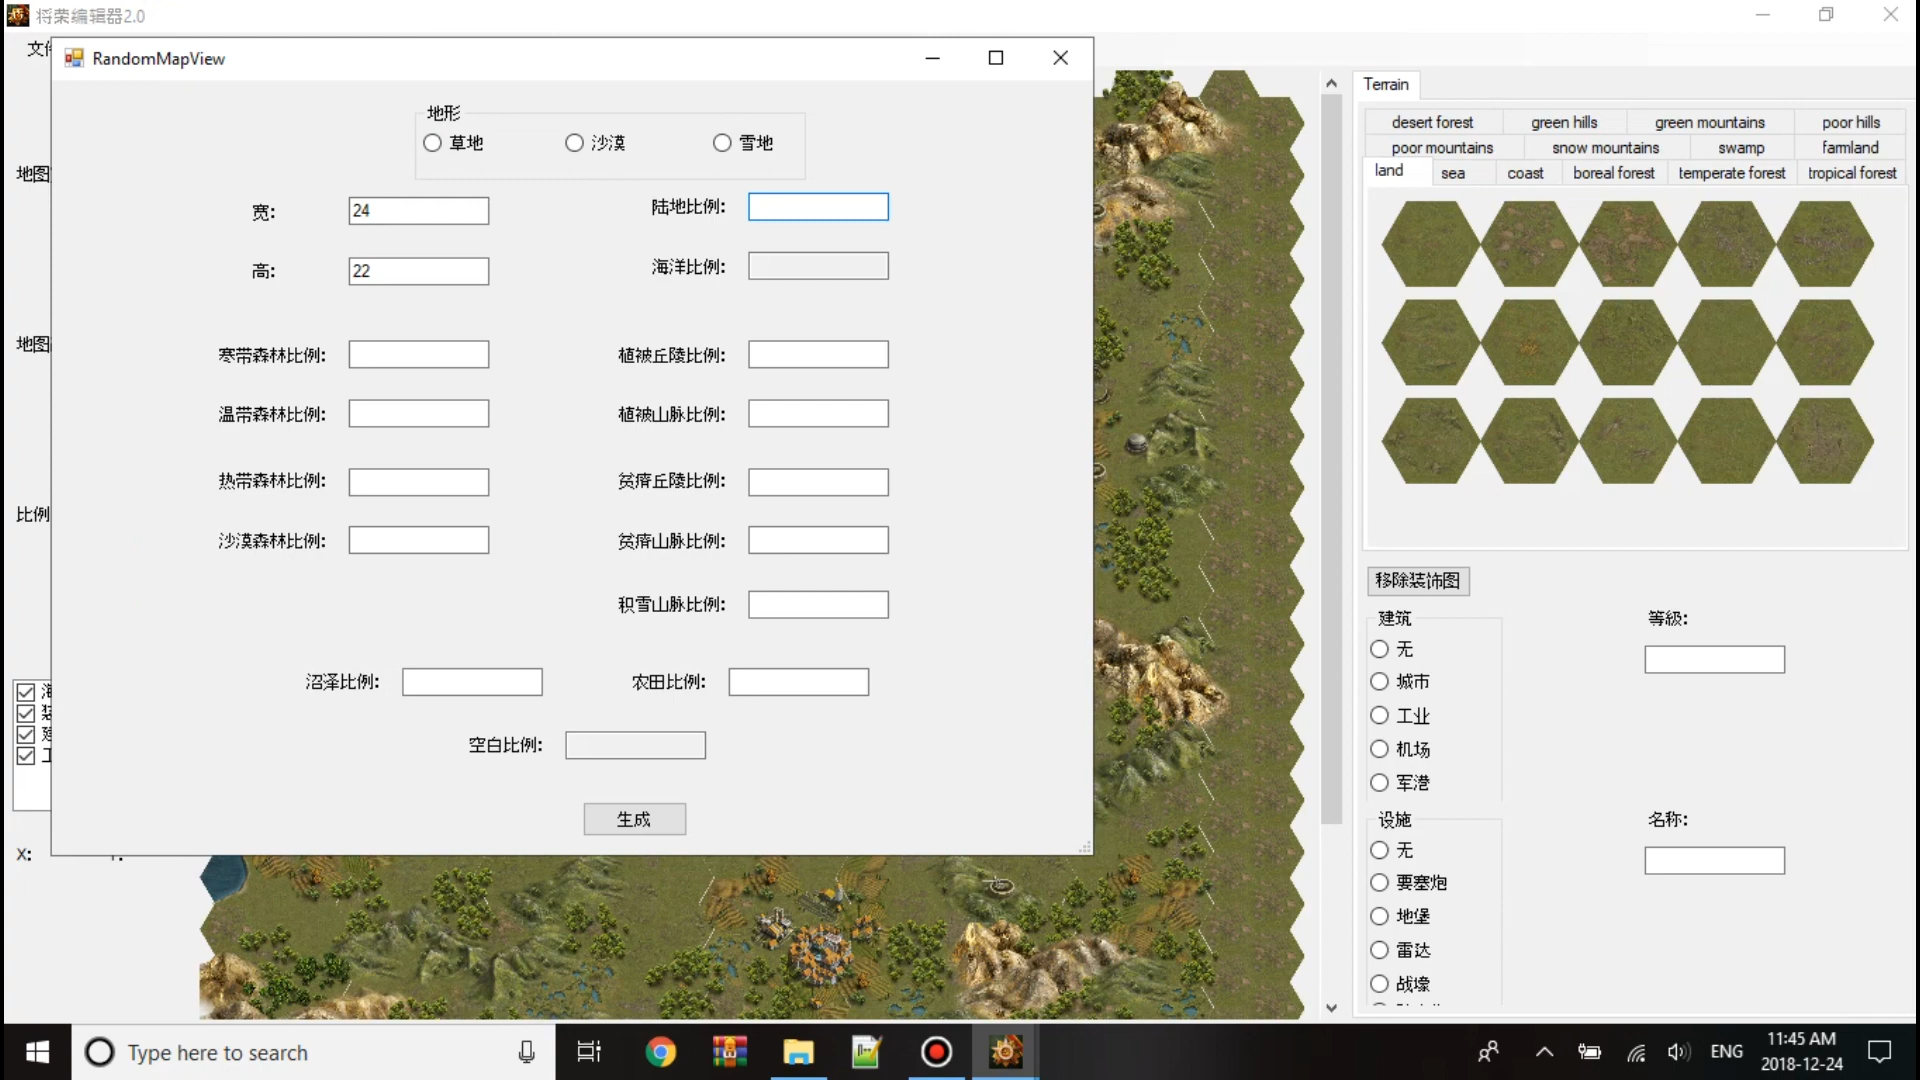 将荣编辑器2.0
文件
RandomMapView
地形
草地 沙漠 雪地
宽: 24 陆地比例:
高: 22 海洋比例:
寒带森林比例: 植被丘陵比例:
温带森林比例: 植被山脉比例:
热带森林比例: 贫瘠丘陵比例:
沙漠森林比例: 贫瘠山脉比例:
积雪山脉比例:
沼泽比例: 农田比例:
空白比例:
生成
地图
地图
比例
X:
Terrain
desert forest green hills green mountains poor hills
poor mountains snow mountains swamp farmland
land sea coast boreal forest temperate forest tropical forest
移除装饰图
建筑
无
城市
工业
机场
军港
等級:
设施
无
要塞炮
地堡
雷达
战壕
名称:
Type here to search
ENG
11:45 AM
2018-12-24